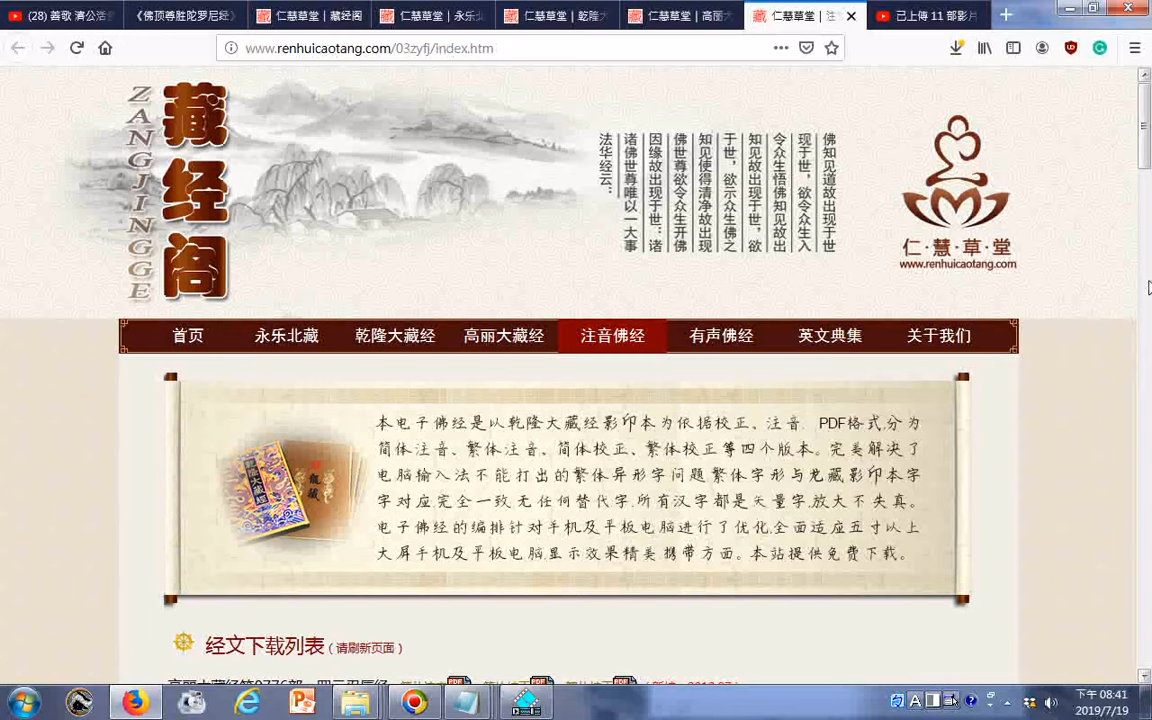 (28) 善歌 濟公活
《佛顶尊胜陀罗尼经》
仁慧草堂 | 藏經阁
仁慧草堂 | 永乐
仁慧草堂 | 乾隆
仁慧草堂 | 高丽大
仁慧草堂 | 注
已上傳 11 部影片
www.renhuicaotang.com/03zyfj/index.htm
ZANGJINGGE
藏经阁
佛知见道故出现于世
现于世，欲令众生入
令众生悟佛知见故出
知见故出现于世，欲
于世，欲示众生佛之
知见使得清净故出现
佛世尊欲令众生开佛
因缘故出现于世：诸
诸佛世尊唯以一大事
法华经云：
仁·慧·草·堂
www.renhuicaotang.com
首页 永乐北藏 乾隆大藏经 高丽大藏经 注音佛经 有声佛经 英文典集 关于我们
本电子佛经是以乾隆大藏经影印本为依据校正、注音. PDF格式,分为
简体注音、繁体注音、简体校正、繁体校正等四个版本。完美解决了
电脑输入法不能打出的繁体异形字问题,繁体字形与龙藏影印本字
字对应完全一致,无任何替代字,所有汉字都是矢量字,放大不失真。
电子佛经的编排针对手机及平板电脑进行了优化,全面适应五寸以上
大屏手机及平板电脑,显示效果精美,携带方面。本站提供免费下载。
乾隆大藏经
龍藏
经文下载列表 ( 请刷新页面 )
下午 08:41
2019/7/19